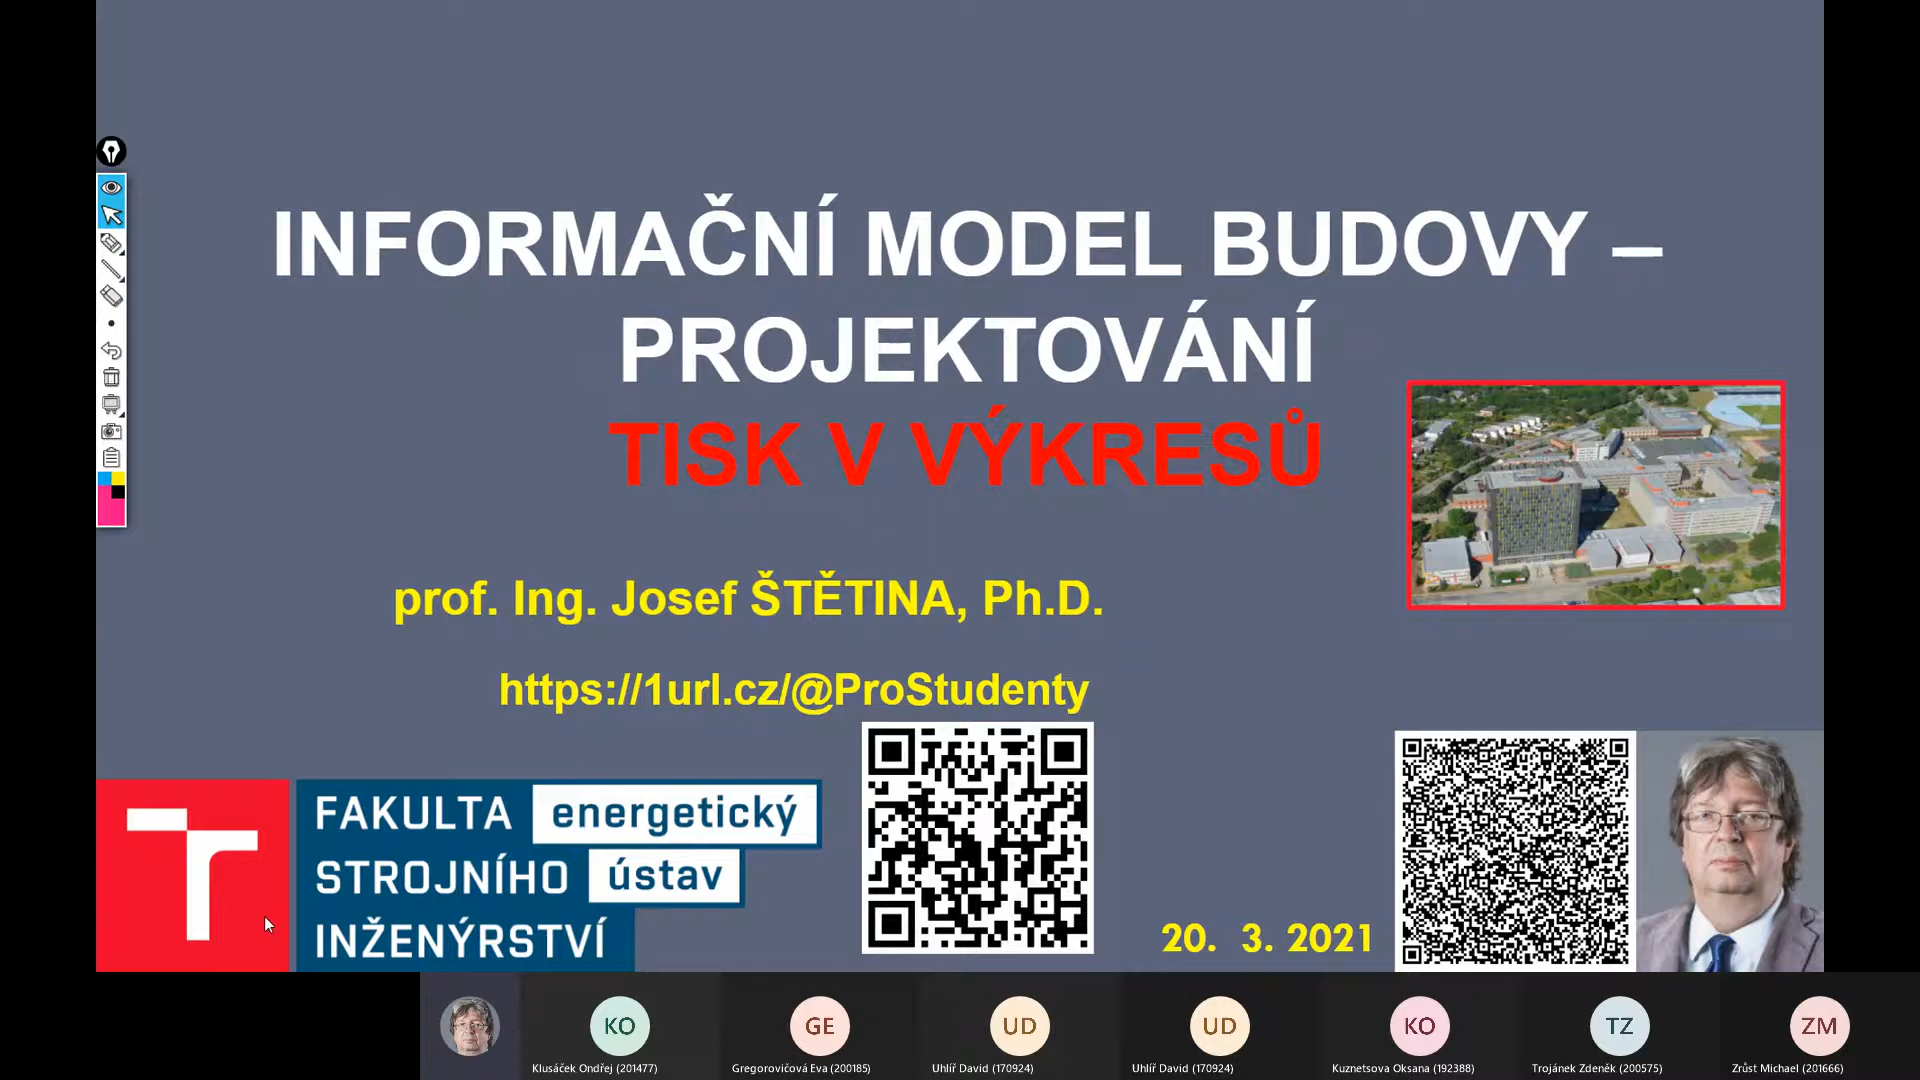 INFORMAČNÍ MODEL BUDOVY –
PROJEKTOVÁNÍ
TISK V VÝKRESŮ
prof. Ing. Josef ŠTĚTINA, Ph.D.
https://1url.cz/@ProStudenty
FAKULTA energetický
STROJNÍHO ústav
INŽENÝRSTVÍ
20. 3. 2021
KO
GE
UD
UD
KO
TZ
ZM
Klusáček Ondřej (201477)
Gregorovičová Eva (200185)
Uhlíř David (170924)
Uhlíř David (170924)
Kuznetsova Oksana (192388)
Trojánek Zdeněk (200575)
Zrůst Michael (201666)